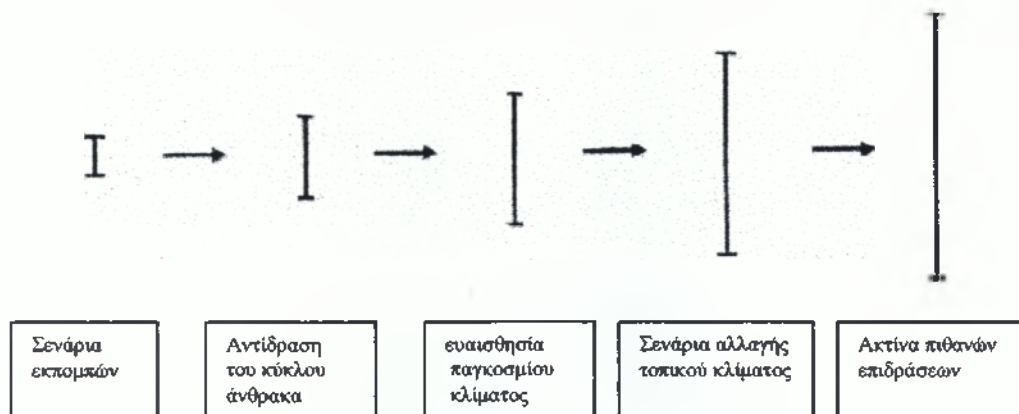 Σενάρια
εκπομπών
Αντίδραση
του κύκλου
άνθρακα
ευαισθησία
παγκοσμίου
κλίματος
Σενάρια αλλαγής
τοπικού κλίματος
Ακτίνα πιθανών
επιδράσεων